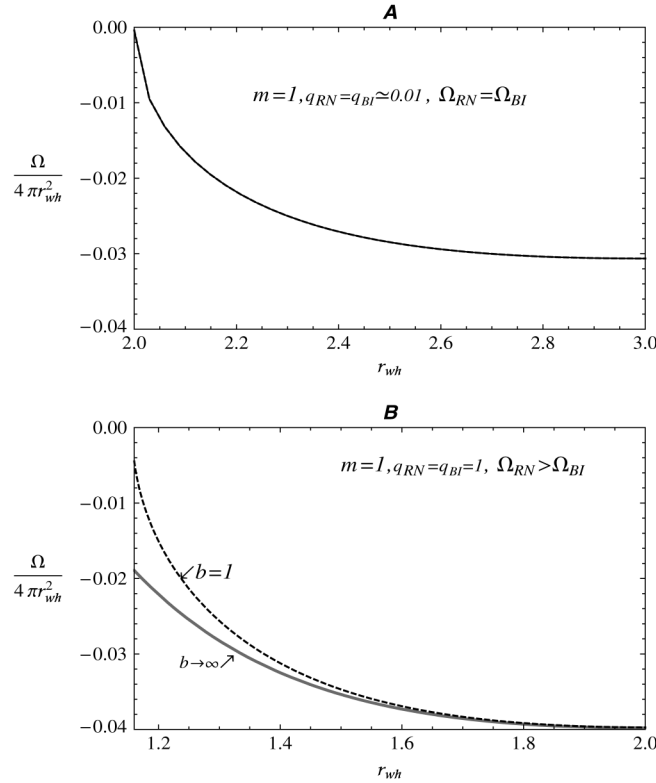 A
0.00
−0.01
−0.02
−0.03
−0.04
Ω
4 πr²wh
m=1, qRN=qBI≃0.01 , ΩRN=ΩBI
2.0 2.2 2.4 2.6 2.8 3.0
rwh
B
0.00
−0.01
−0.02
−0.03
−0.04
Ω
4 πr²wh
m=1, qRN=qBI=1, ΩRN>ΩBI
b=1
b→∞
1.2 1.4 1.6 1.8 2.0
rwh